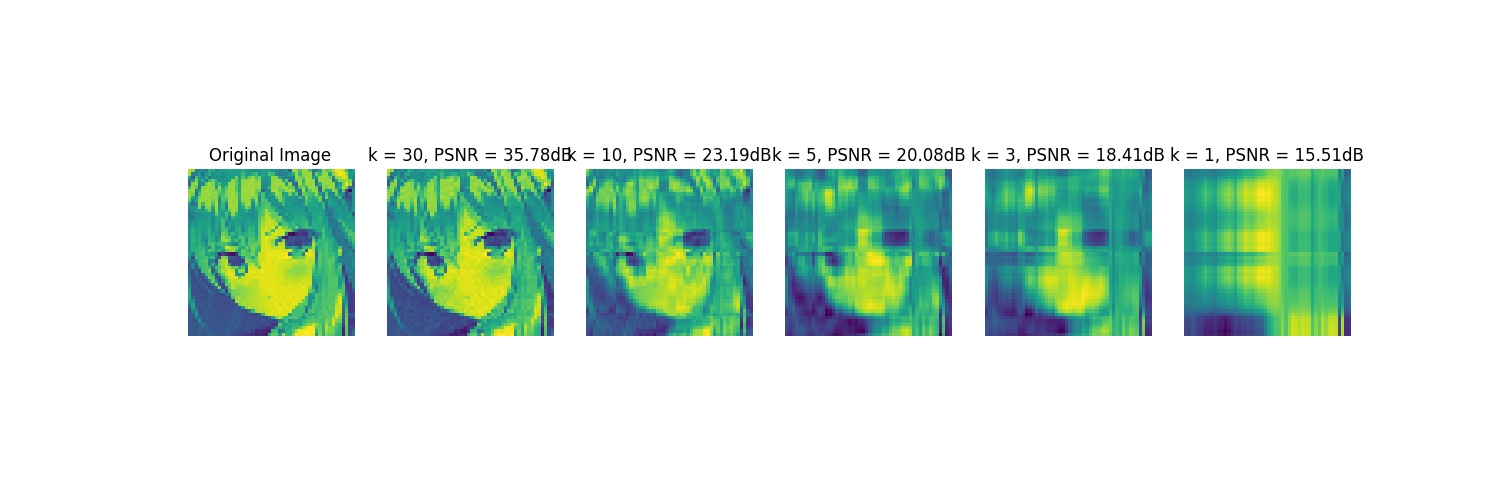 Original Image
k = 30, PSNR = 35.78dB
k = 10, PSNR = 23.19dB
k = 5, PSNR = 20.08dB
k = 3, PSNR = 18.41dB
k = 1, PSNR = 15.51dB